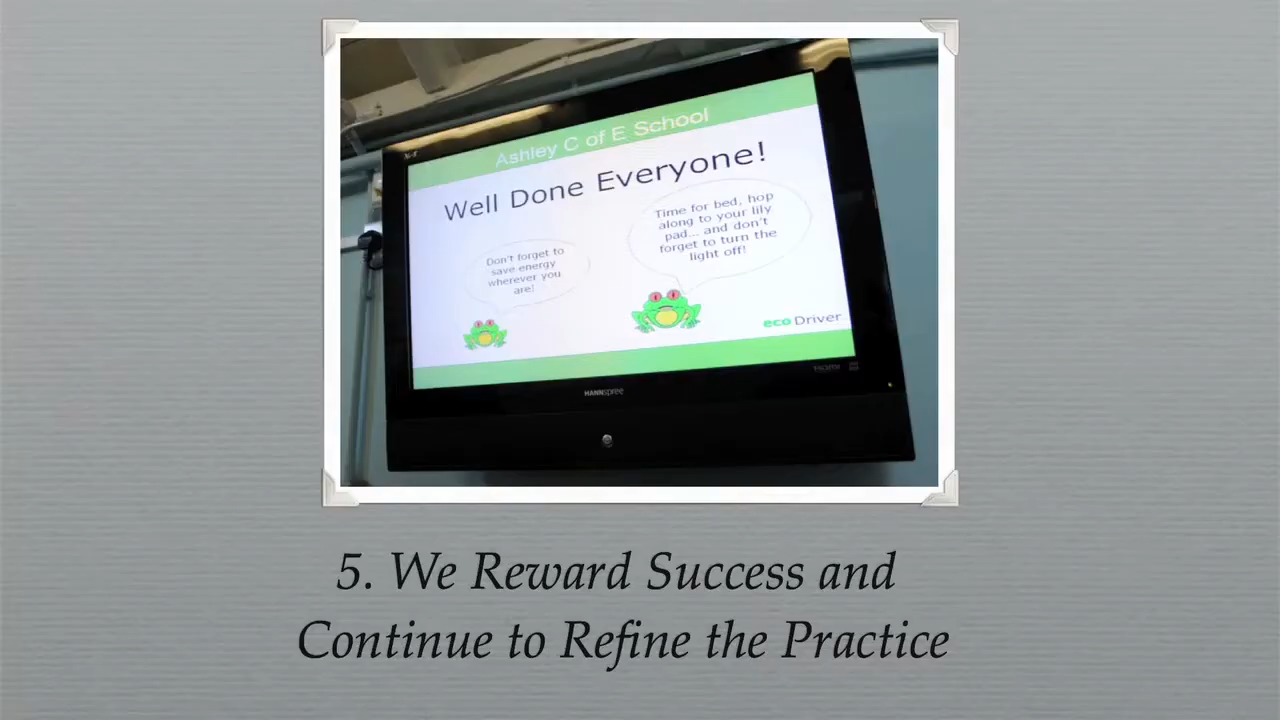 Ashley C of E School
Well Done Everyone!
Time for bed, hop
along to your lily
pad... and don't
forget to turn the
light off!
Don't forget to
save energy
wherever you
are!
eco Driver
HANNspree
HDMI
5. We Reward Success and
Continue to Refine the Practice